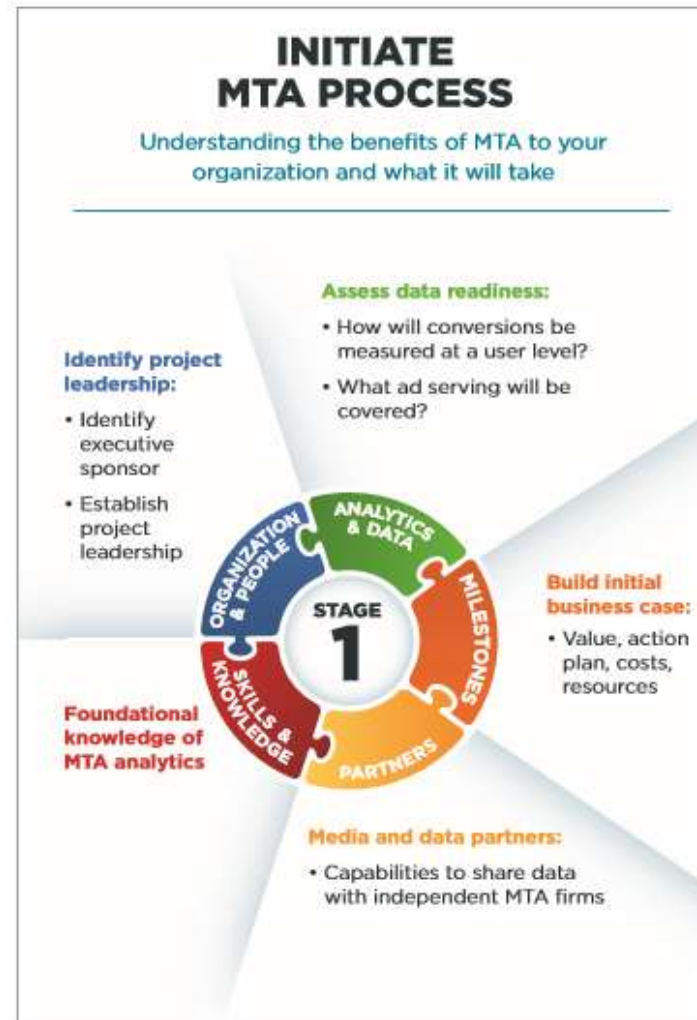 INITIATE
MTA PROCESS
Understanding the benefits of MTA to your
organization and what it will take
Assess data readiness:
• How will conversions be
measured at a user level?
• What ad serving will be
covered?
Identify project
leadership:
• Identify
executive
sponsor
• Establish
project
leadership
ORGANIZATION
& PEOPLE
ANALYTICS
& DATA
MILESTONES
PARTNERS
SKILLS &
KNOWLEDGE
STAGE
1
Build initial
business case:
• Value, action
plan, costs,
resources
Foundational
knowledge of
MTA analytics
Media and data partners:
• Capabilities to share data
with independent MTA firms